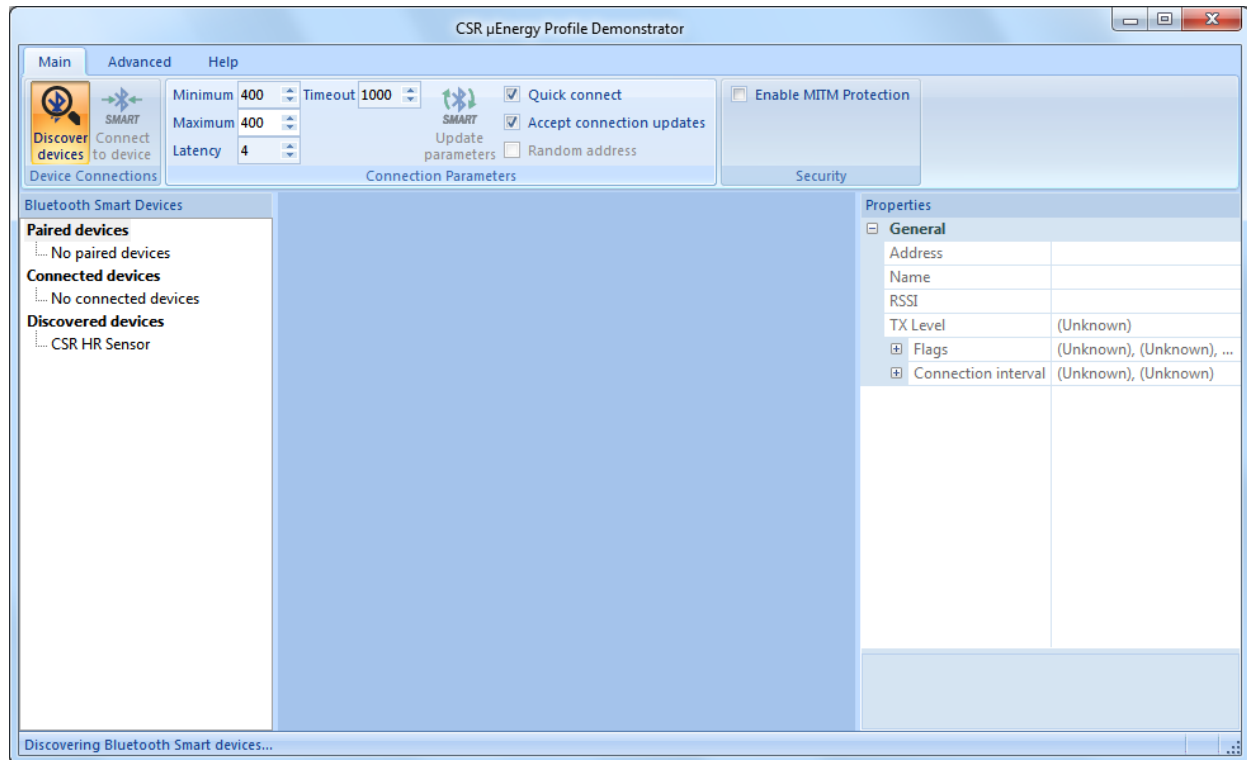 CSR µEnergy Profile Demonstrator
Main Advanced Help
Discover devices
SMART
Connect to device
Device Connections
Minimum 400 Timeout 1000
Maximum 400
Latency 4
SMART
Update parameters
Quick connect
Accept connection updates
Random address
Connection Parameters
Enable MITM Protection
Security
Bluetooth Smart Devices
Paired devices
No paired devices
Connected devices
No connected devices
Discovered devices
CSR HR Sensor
Properties
General
Address
Name
RSSI
TX Level (Unknown)
Flags (Unknown), (Unknown), ...
Connection interval (Unknown), (Unknown)
Discovering Bluetooth Smart devices...